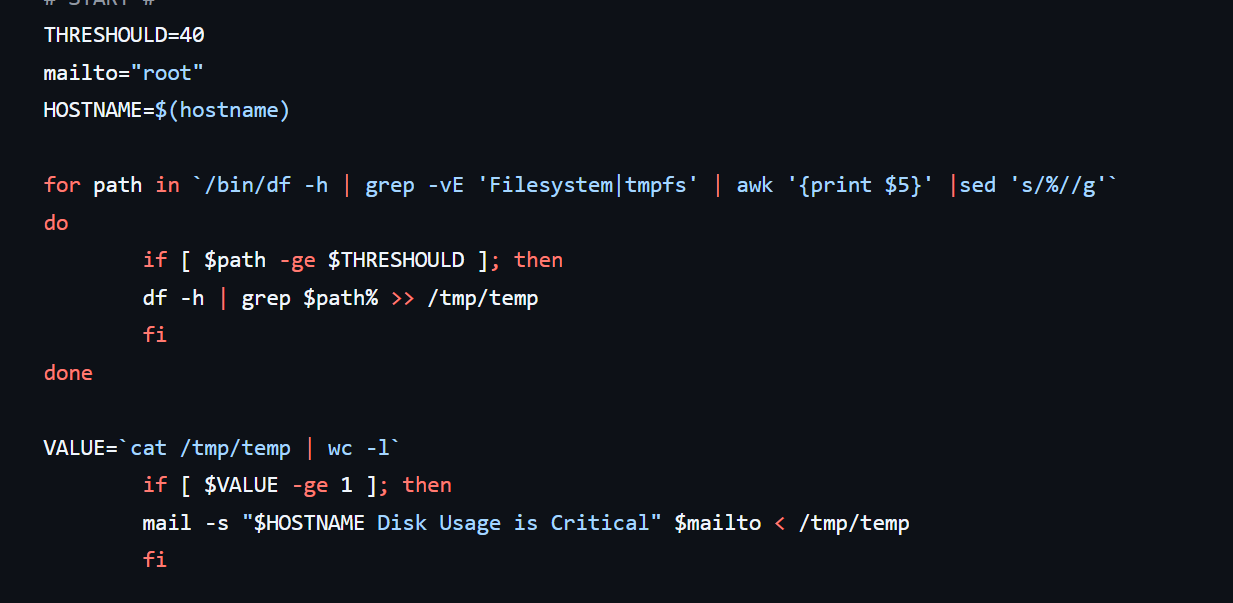 # START #
THRESHOULD=40
mailto="root"
HOSTNAME=$(hostname)
for path in `/bin/df -h | grep -vE 'Filesystem|tmpfs' | awk '{print $5}' |sed 's/%//g'`
do
if [ $path -ge $THRESHOULD ]; then
df -h | grep $path% >> /tmp/temp
fi
done
VALUE=`cat /tmp/temp | wc -l`
if [ $VALUE -ge 1 ]; then
mail -s "$HOSTNAME Disk Usage is Critical" $mailto < /tmp/temp
fi